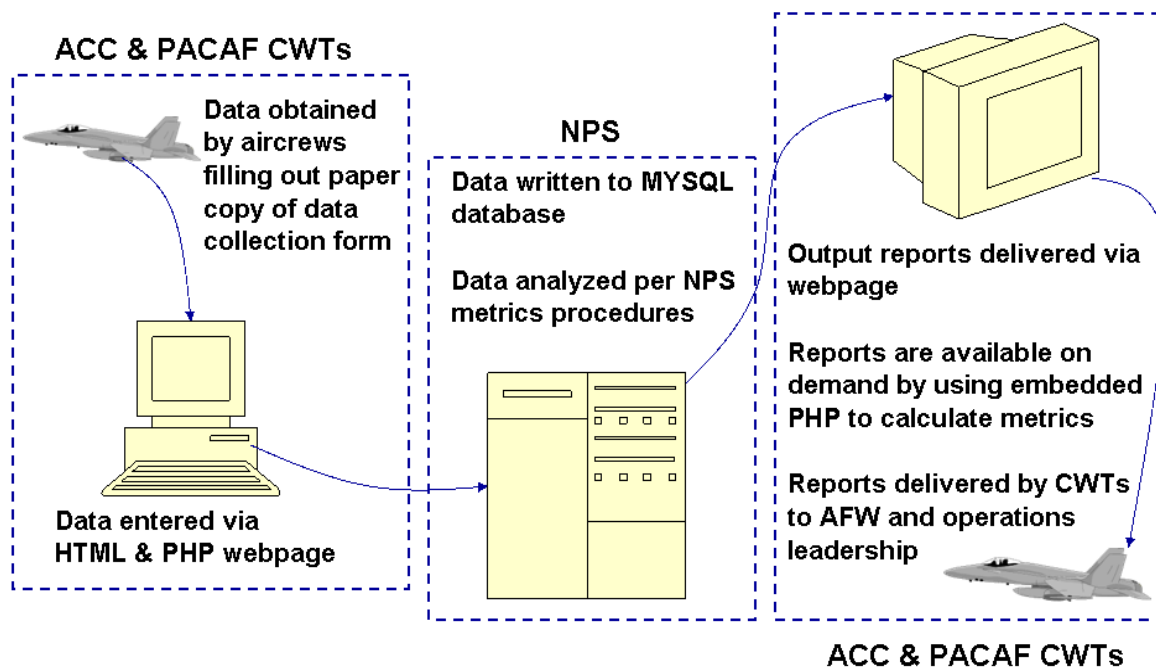 ACC & PACAF CWTs
Data obtained
by aircrews
filling out paper
copy of data
collection form
Data entered via
HTML & PHP webpage
NPS
Data written to MYSQL
database
Data analyzed per NPS
metrics procedures
Output reports delivered via
webpage
Reports are available on
demand by using embedded
PHP to calculate metrics
Reports delivered by CWTs
to AFW and operations
leadership
ACC & PACAF CWTs